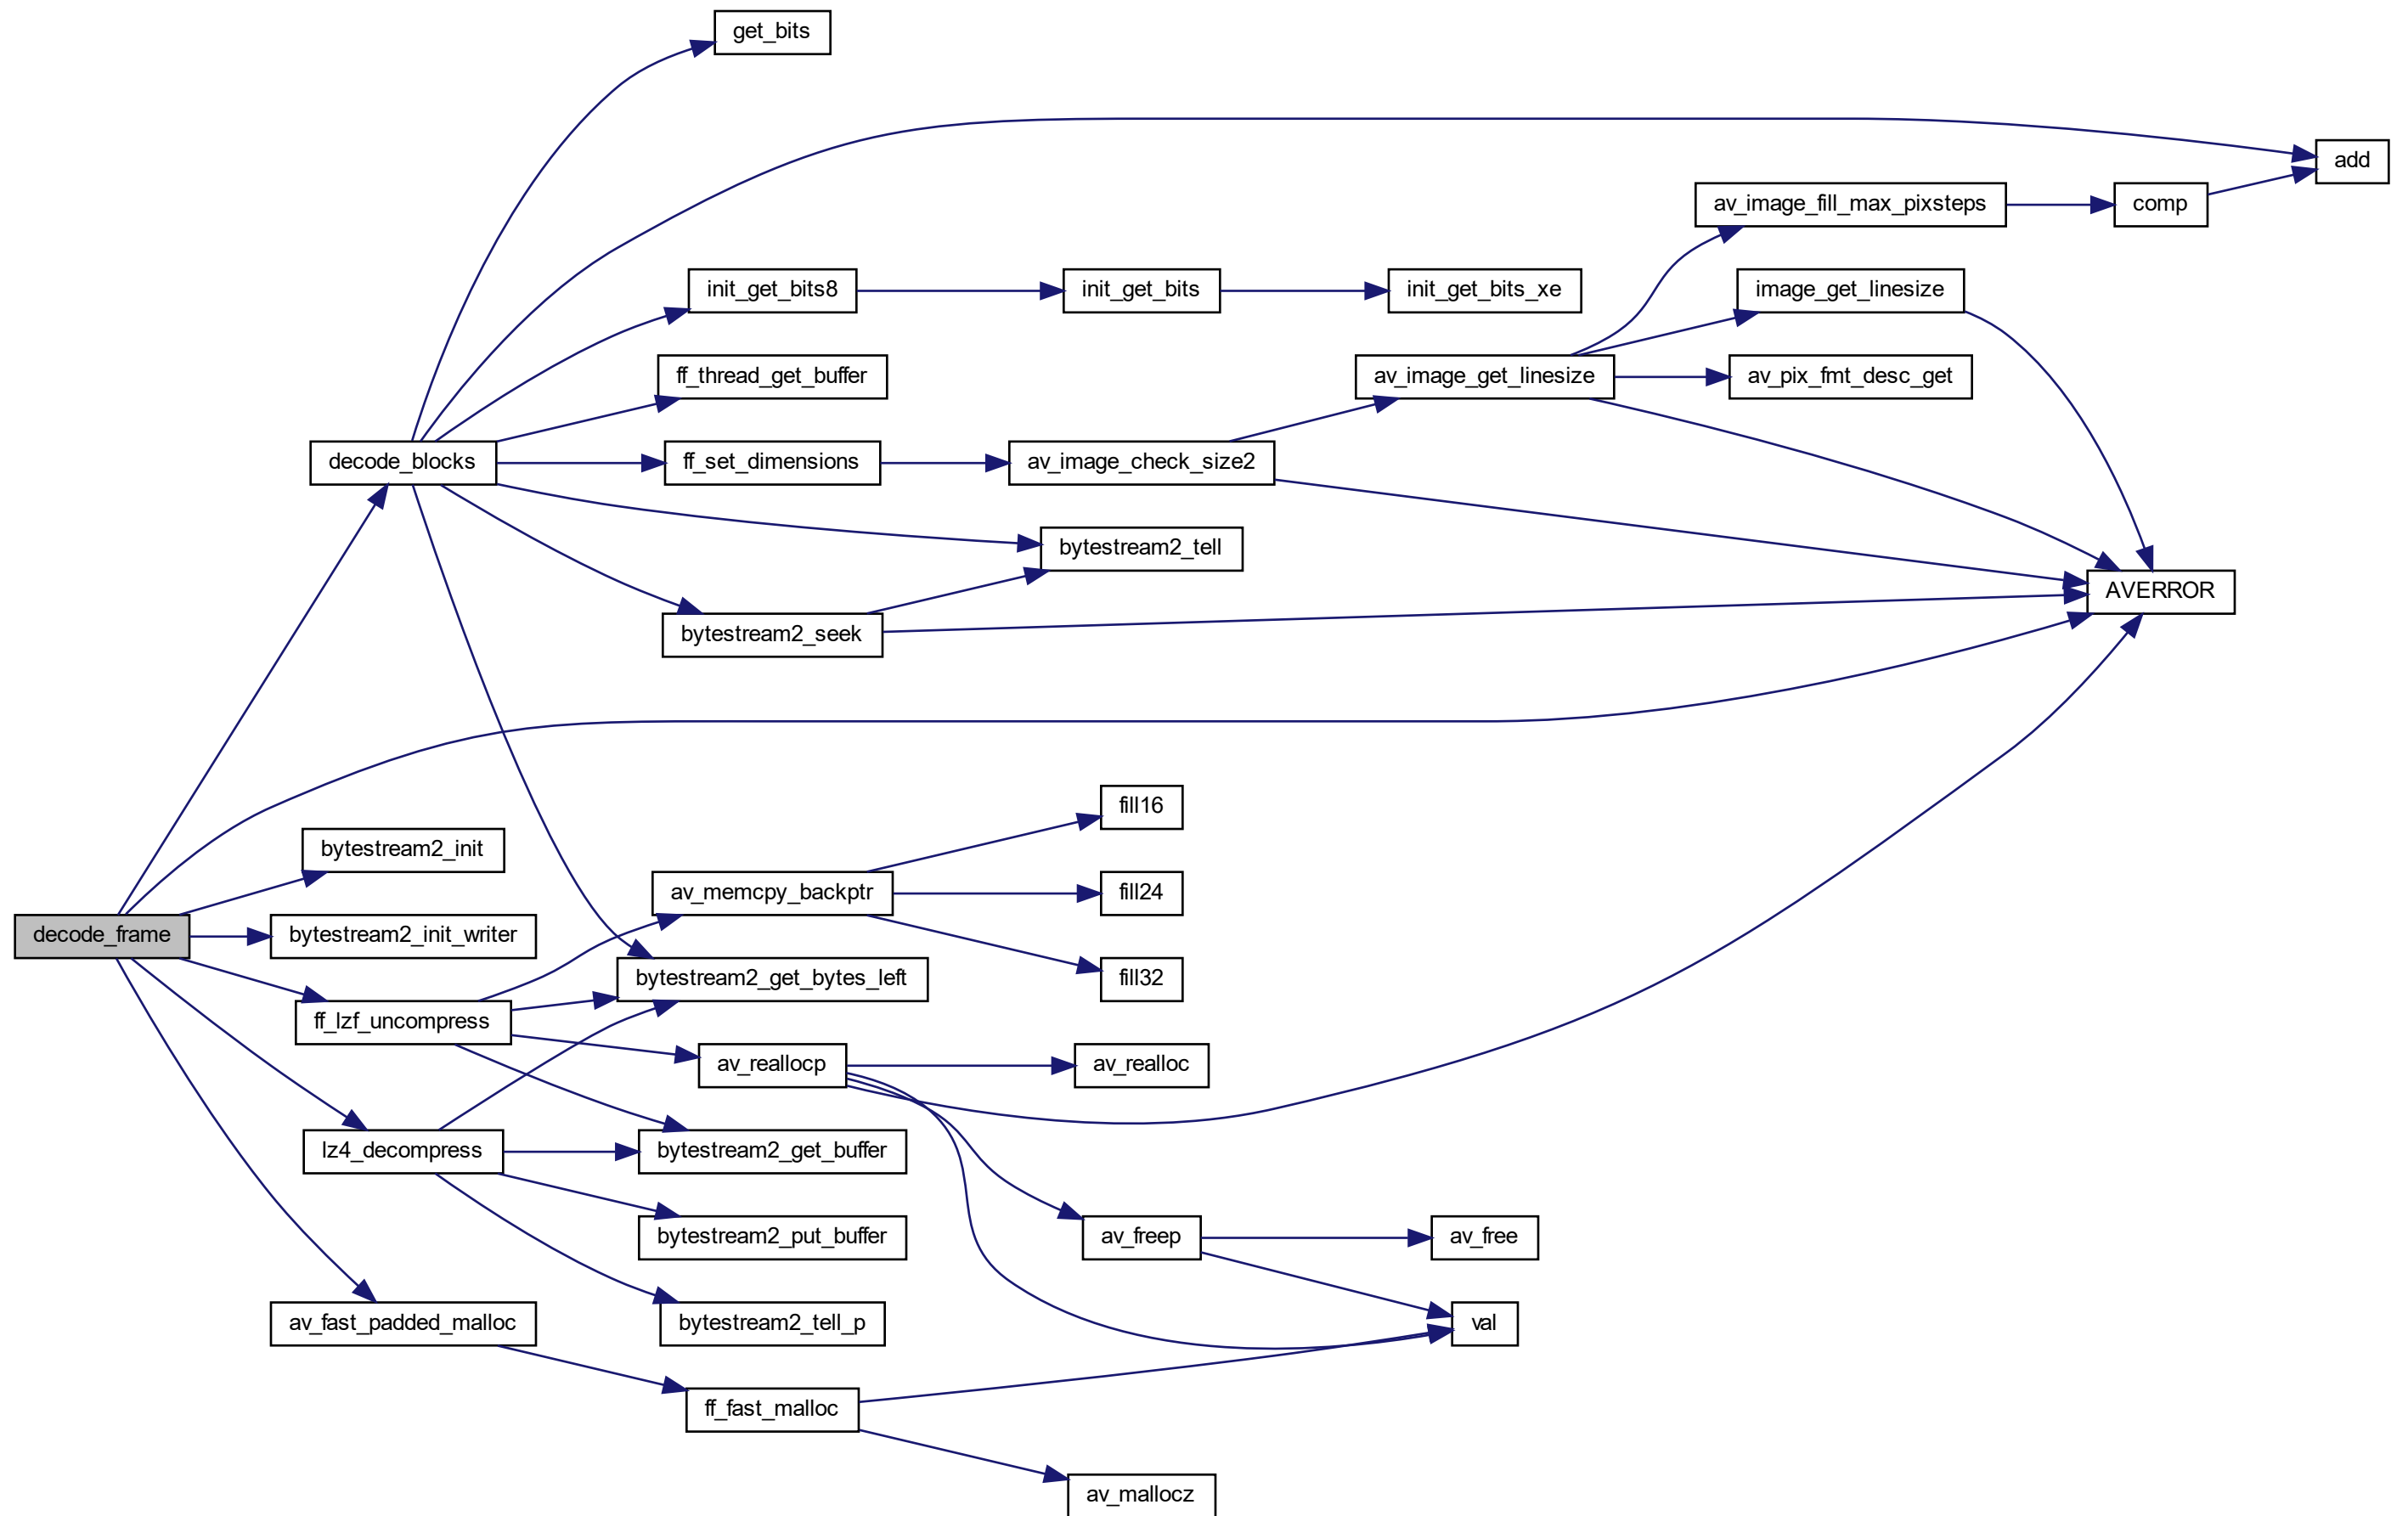 get_bits
add
av_image_fill_max_pixsteps
comp
init_get_bits8
init_get_bits
init_get_bits_xe
image_get_linesize
ff_thread_get_buffer
av_image_get_linesize
av_pix_fmt_desc_get
decode_blocks
ff_set_dimensions
av_image_check_size2
bytestream2_tell
AVERROR
bytestream2_seek
fill16
bytestream2_init
av_memcpy_backptr
fill24
decode_frame
bytestream2_init_writer
bytestream2_get_bytes_left
fill32
ff_lzf_uncompress
av_reallocp
av_realloc
lz4_decompress
bytestream2_get_buffer
bytestream2_put_buffer
av_freep
av_free
av_fast_padded_malloc
bytestream2_tell_p
val
ff_fast_malloc
av_mallocz